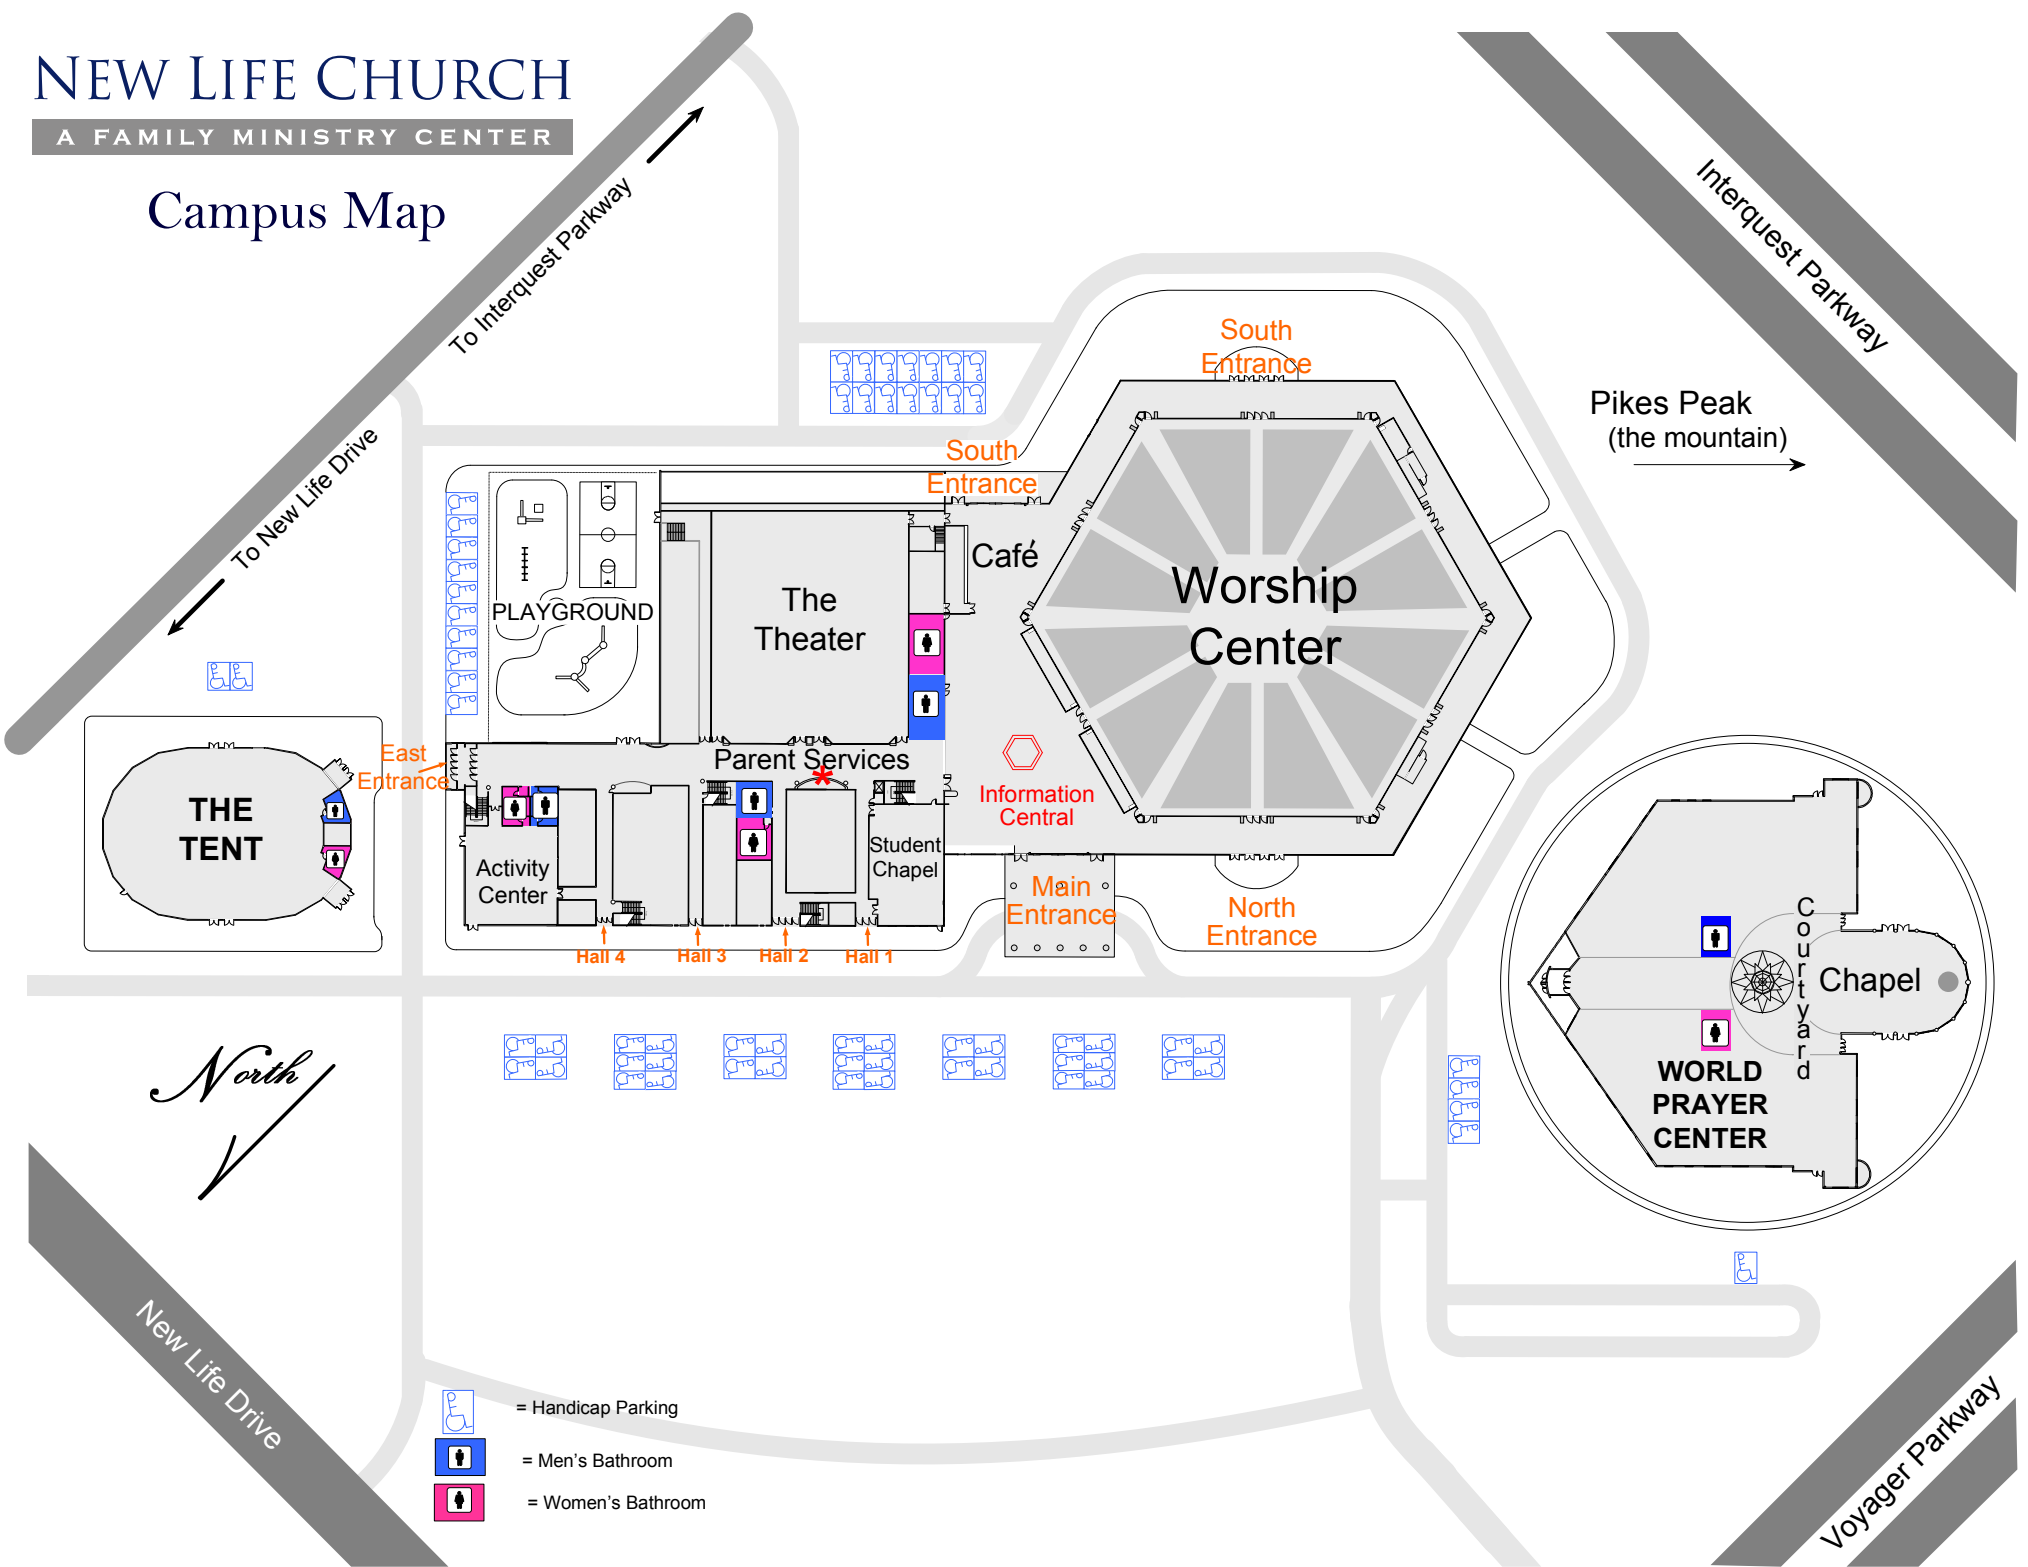 NEW LIFE CHURCH
A FAMILY MINISTRY CENTER
Campus Map
To Interquest Parkway
To New Life Drive
Interquest Parkway
Pikes Peak
(the mountain)
South
Entrance
South
Entrance
Café
Worship
Center
The
Theater
PLAYGROUND
Parent Services
*
East
Entrance
THE
TENT
Information
Central
Activity
Center
Student
Chapel
Main
Entrance
North
Entrance
Hall 4
Hall 3
Hall 2
Hall 1
Courtyard
Chapel
WORLD
PRAYER
CENTER
North
New Life Drive
Voyager Parkway
= Handicap Parking
= Men's Bathroom
= Women's Bathroom